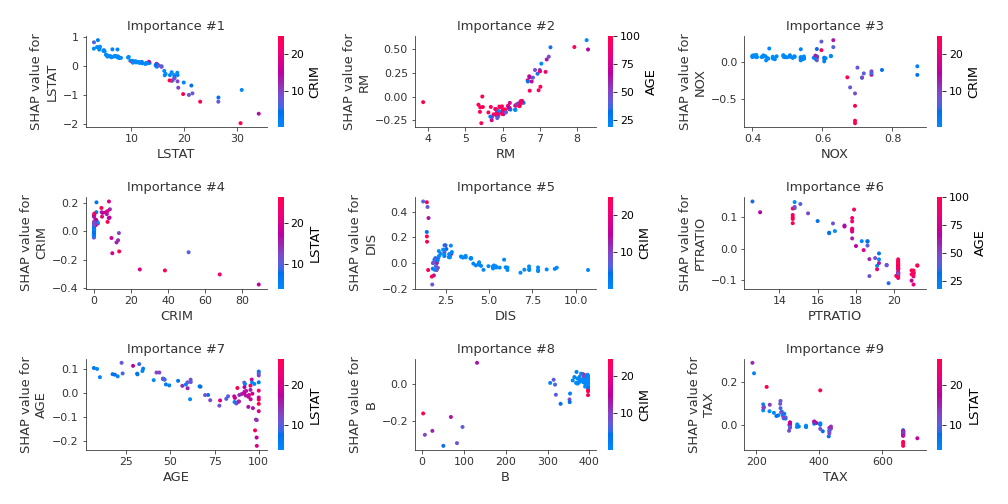 Importance #1
SHAP value for
LSTAT
1
0
−1
−2
10
20
30
LSTAT
20
10
CRIM
Importance #2
SHAP value for
RM
0.50
0.25
0.00
−0.25
4
5
6
7
8
RM
100
75
50
25
AGE
Importance #3
SHAP value for
NOX
0.0
−0.5
0.4
0.6
0.8
NOX
20
10
CRIM
Importance #4
SHAP value for
CRIM
0.2
0.0
−0.2
−0.4
0
20
40
60
80
CRIM
20
10
LSTAT
Importance #5
SHAP value for
DIS
0.4
0.2
0.0
−0.2
2.5
5.0
7.5
10.0
DIS
20
10
CRIM
Importance #6
SHAP value for
PTRATIO
0.1
0.0
−0.1
14
16
18
20
PTRATIO
100
75
50
25
AGE
Importance #7
SHAP value for
AGE
0.1
0.0
−0.1
−0.2
25
50
75
100
AGE
20
10
LSTAT
Importance #8
SHAP value for
B
0.0
−0.2
0
100
200
300
400
B
20
10
CRIM
Importance #9
SHAP value for
TAX
0.2
0.0
200
400
600
TAX
20
10
LSTAT